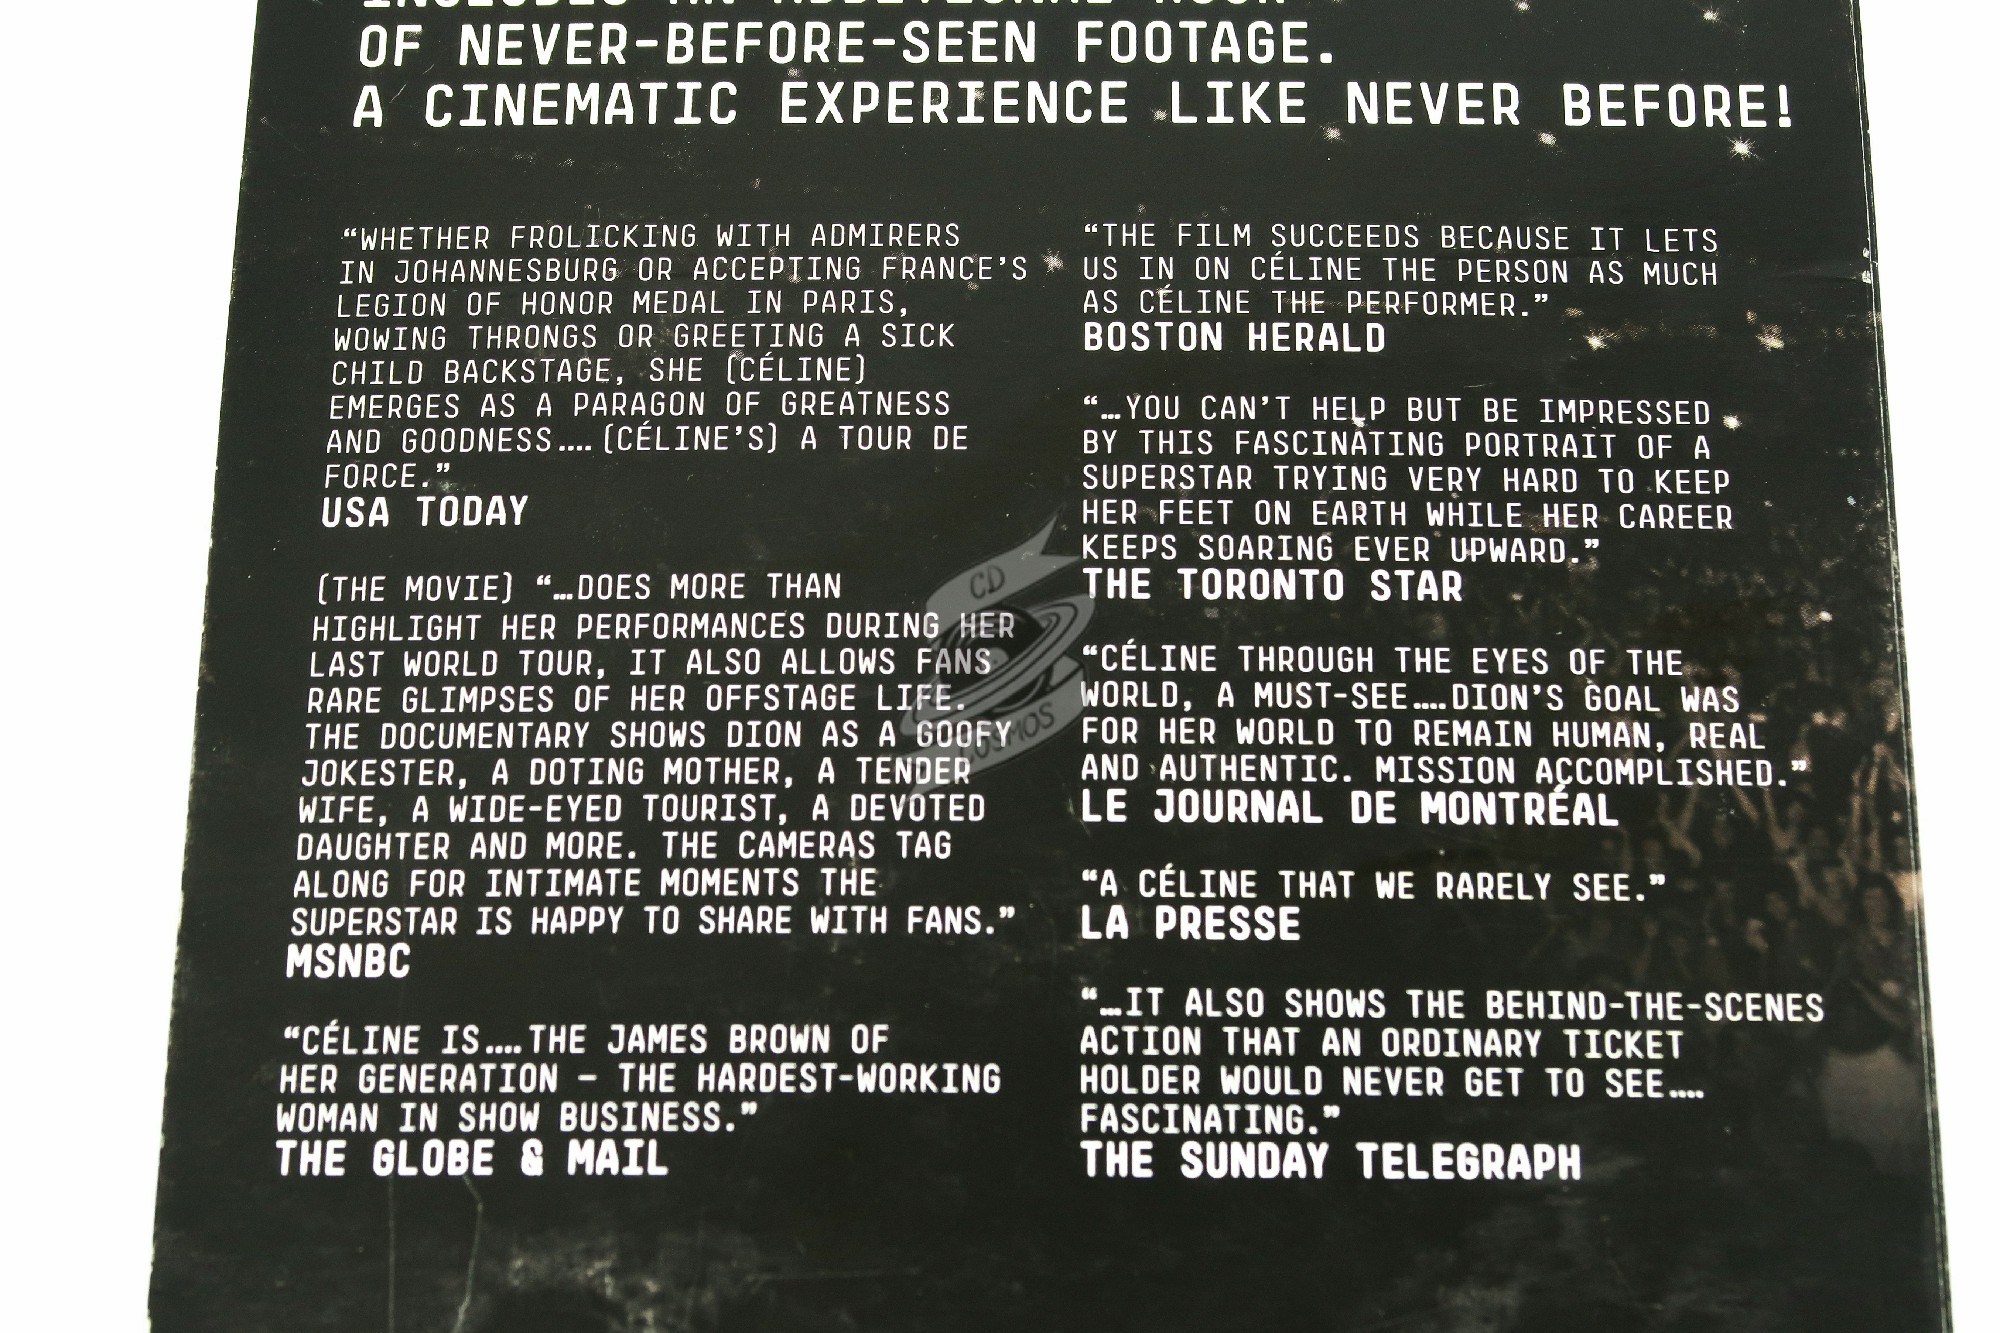 INCLUDES AN ADDITIONAL HOUR
OF NEVER-BEFORE-SEEN FOOTAGE.
A CINEMATIC EXPERIENCE LIKE NEVER BEFORE!
“WHETHER FROLICKING WITH ADMIRERS
IN JOHANNESBURG OR ACCEPTING FRANCE’S
LEGION OF HONOR MEDAL IN PARIS,
WOWING THRONGS OR GREETING A SICK
CHILD BACKSTAGE, SHE (CÉLINE)
EMERGES AS A PARAGON OF GREATNESS
AND GOODNESS.... (CÉLINE’S) A TOUR DE
FORCE.”
USA TODAY
(THE MOVIE) “...DOES MORE THAN
HIGHLIGHT HER PERFORMANCES DURING HER
LAST WORLD TOUR, IT ALSO ALLOWS FANS
RARE GLIMPSES OF HER OFFSTAGE LIFE.
THE DOCUMENTARY SHOWS DION AS A GOOFY
JOKESTER, A DOTING MOTHER, A TENDER
WIFE, A WIDE-EYED TOURIST, A DEVOTED
DAUGHTER AND MORE. THE CAMERAS TAG
ALONG FOR INTIMATE MOMENTS THE
SUPERSTAR IS HAPPY TO SHARE WITH FANS.”
MSNBC
“CÉLINE IS....THE JAMES BROWN OF
HER GENERATION – THE HARDEST-WORKING
WOMAN IN SHOW BUSINESS.”
THE GLOBE & MAIL
“THE FILM SUCCEEDS BECAUSE IT LETS
US IN ON CÉLINE THE PERSON AS MUCH
AS CÉLINE THE PERFORMER.”
BOSTON HERALD
“...YOU CAN’T HELP BUT BE IMPRESSED
BY THIS FASCINATING PORTRAIT OF A
SUPERSTAR TRYING VERY HARD TO KEEP
HER FEET ON EARTH WHILE HER CAREER
KEEPS SOARING EVER UPWARD.”
THE TORONTO STAR
“CÉLINE THROUGH THE EYES OF THE
WORLD, A MUST-SEE....DION’S GOAL WAS
FOR HER WORLD TO REMAIN HUMAN, REAL
AND AUTHENTIC. MISSION ACCOMPLISHED.”
LE JOURNAL DE MONTRÉAL
“A CÉLINE THAT WE RARELY SEE.”
LA PRESSE
“...IT ALSO SHOWS THE BEHIND-THE-SCENES
ACTION THAT AN ORDINARY TICKET
HOLDER WOULD NEVER GET TO SEE....
FASCINATING.”
THE SUNDAY TELEGRAPH
CD
COSMOS